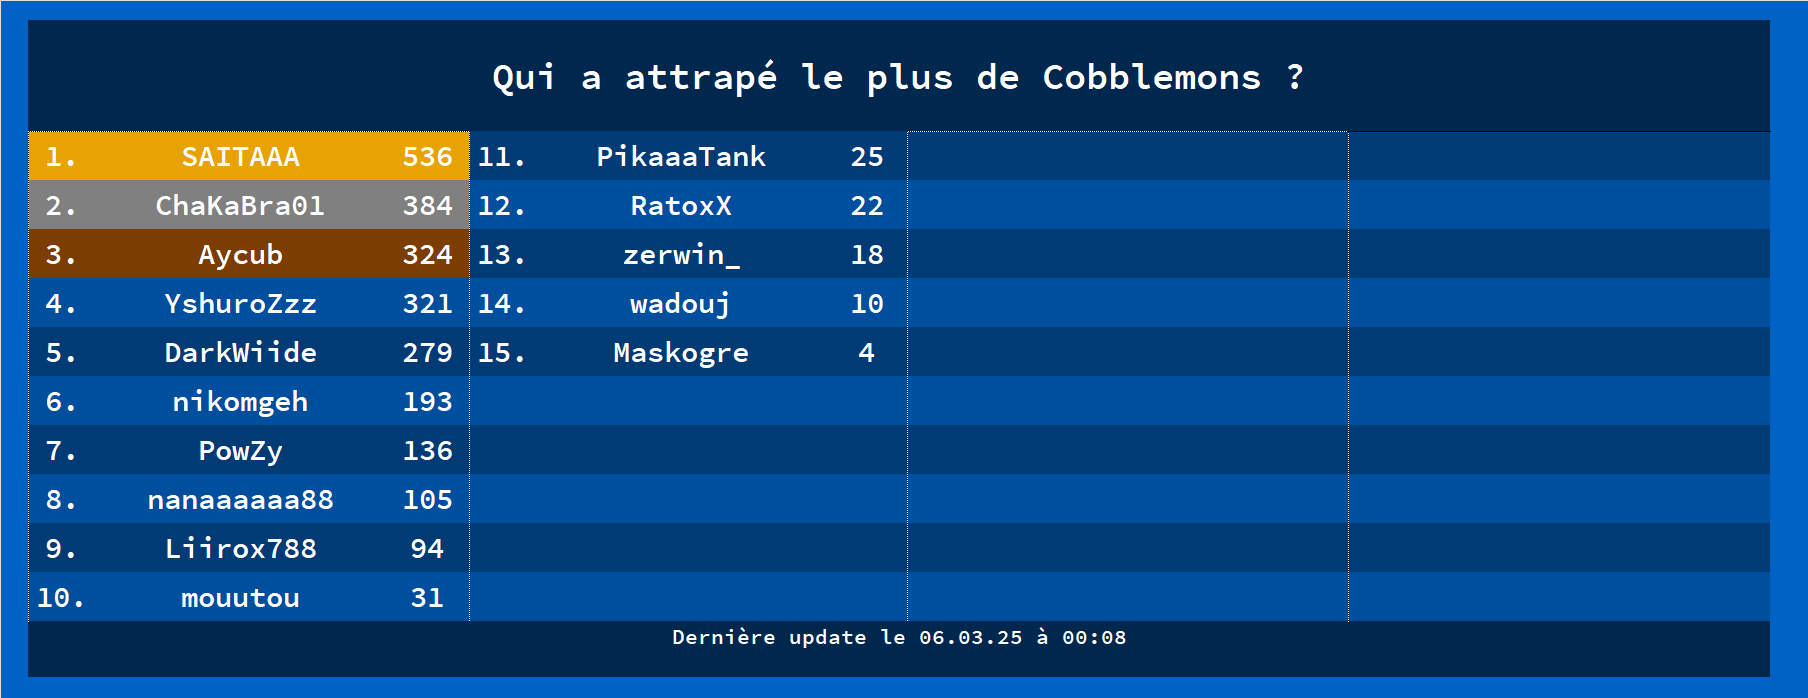 Qui a attrapé le plus de Cobblemons ?
1. SAITAAA 536
2. ChaKaBra01 384
3. Aycub 324
4. YshuroZzz 321
5. DarkWiide 279
6. nikomgeh 193
7. PowZy 136
8. nanaaaaaa88 105
9. Liirox788 94
10. mouutou 31
11. PikaaaTank 25
12. RatoxX 22
13. zerwin_ 18
14. wadouj 10
15. Maskogre 4
Dernière update le 06.03.25 à 00:08